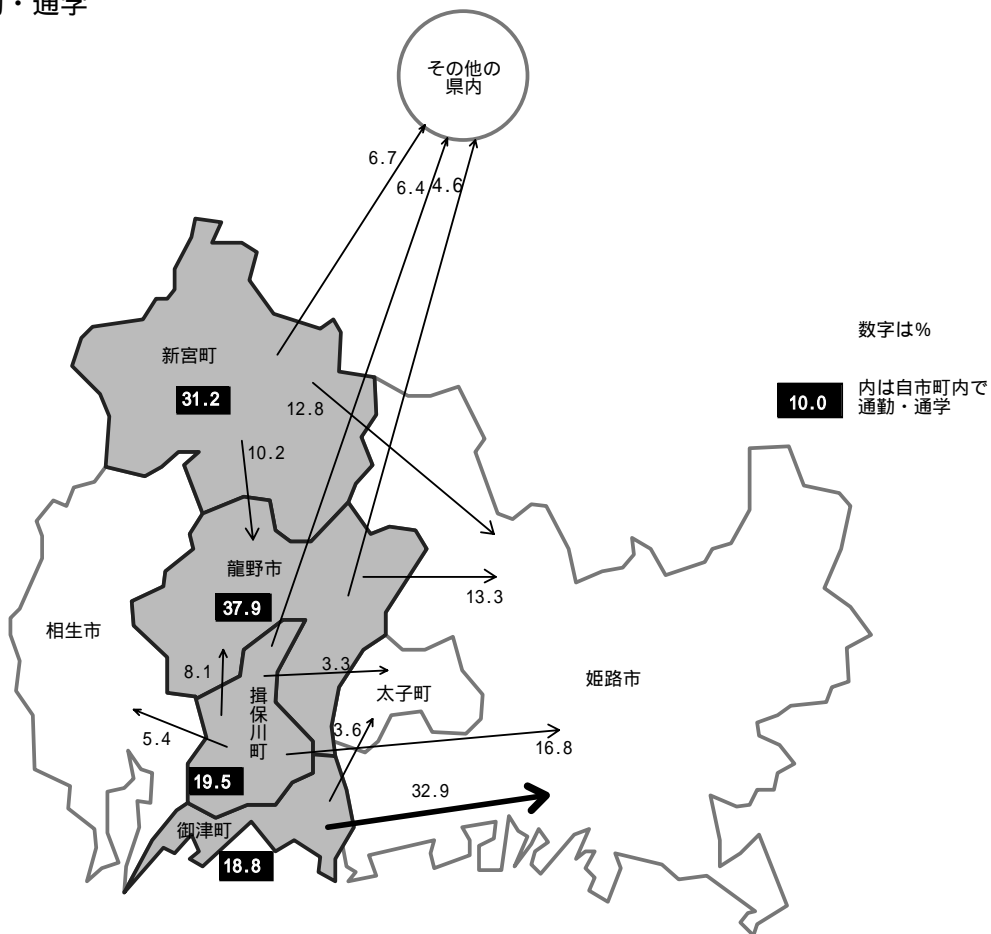 ・通学
その他の
県内
6.7
6.4
4.6
数字は%
新宮町
31.2
12.8
10.0
内は自市町内で
通勤・通学
10.2
龍野市
13.3
37.9
相生市
8.1
3.3
太子町
姫路市
揖保川町
3.6
5.4
16.8
19.5
32.9
御津町
18.8